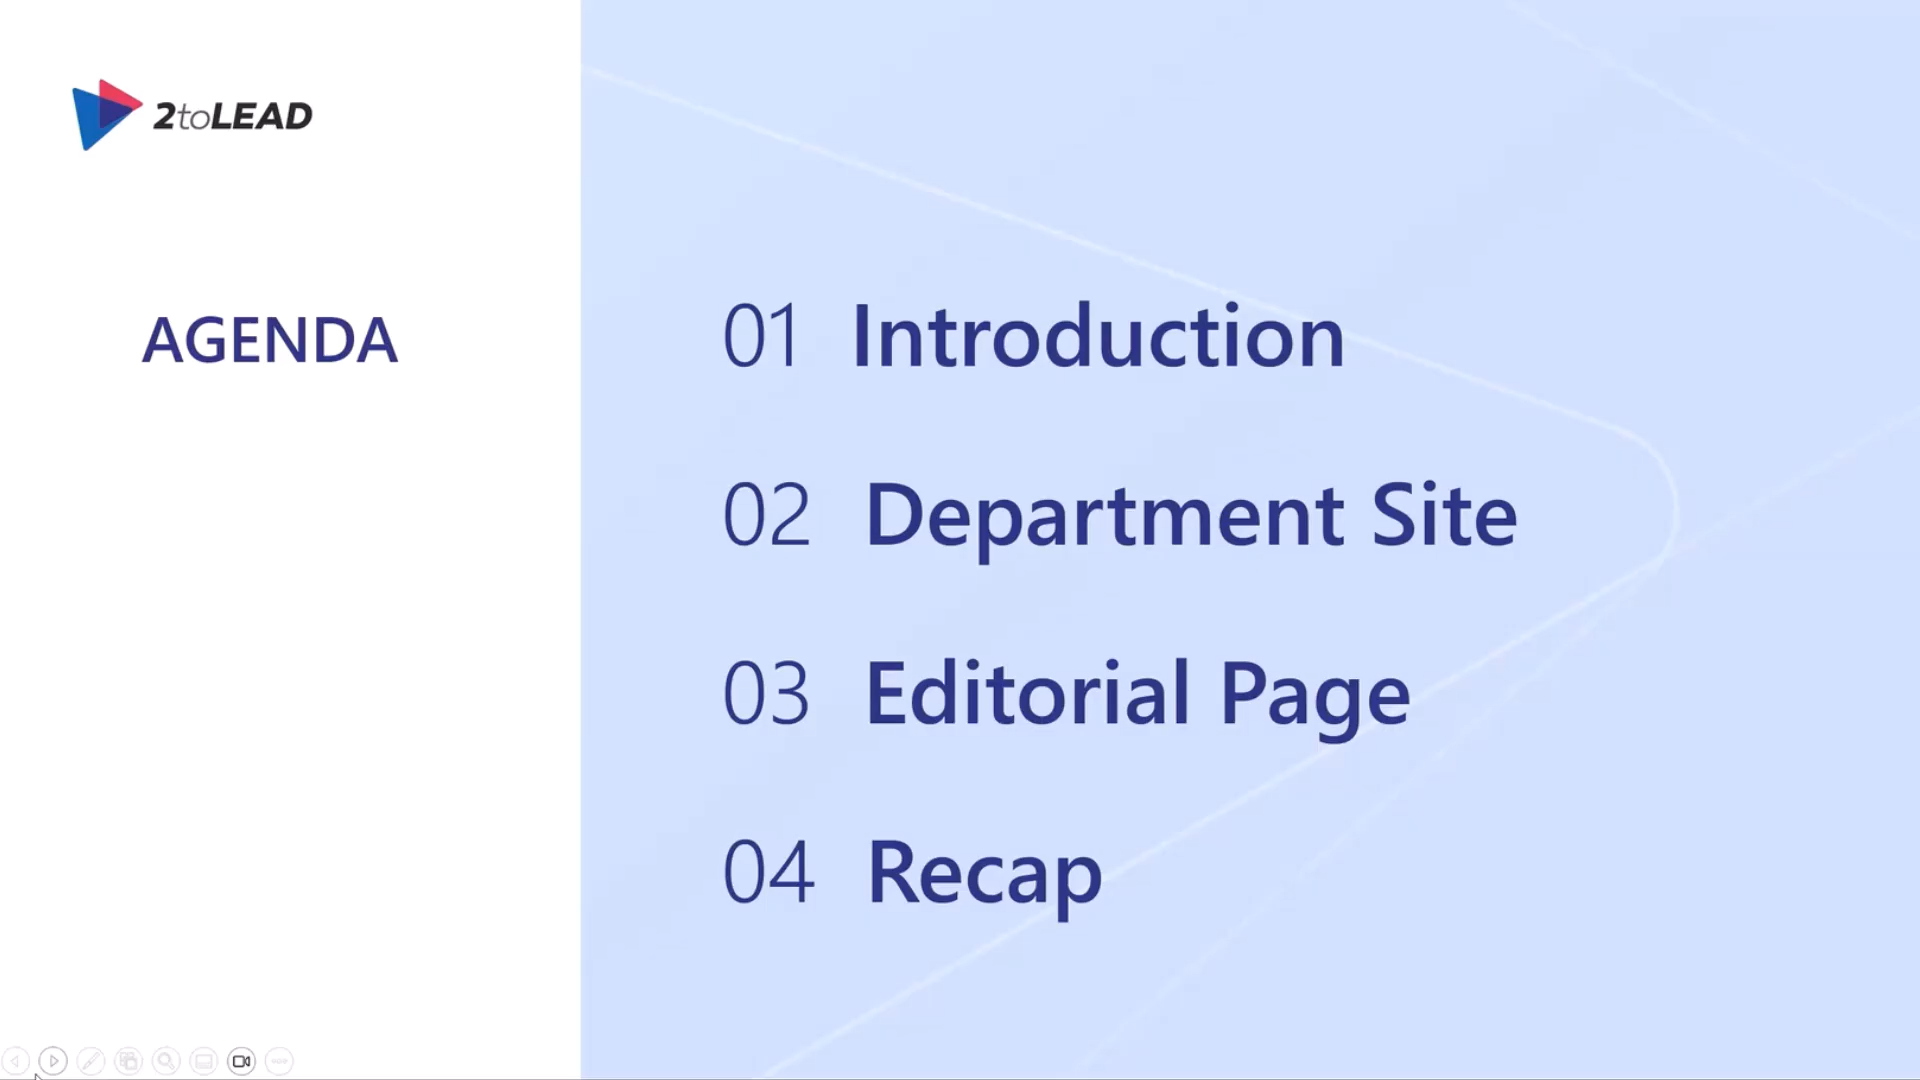 2toLEAD
AGENDA
01 Introduction
02 Department Site
03 Editorial Page
04 Recap